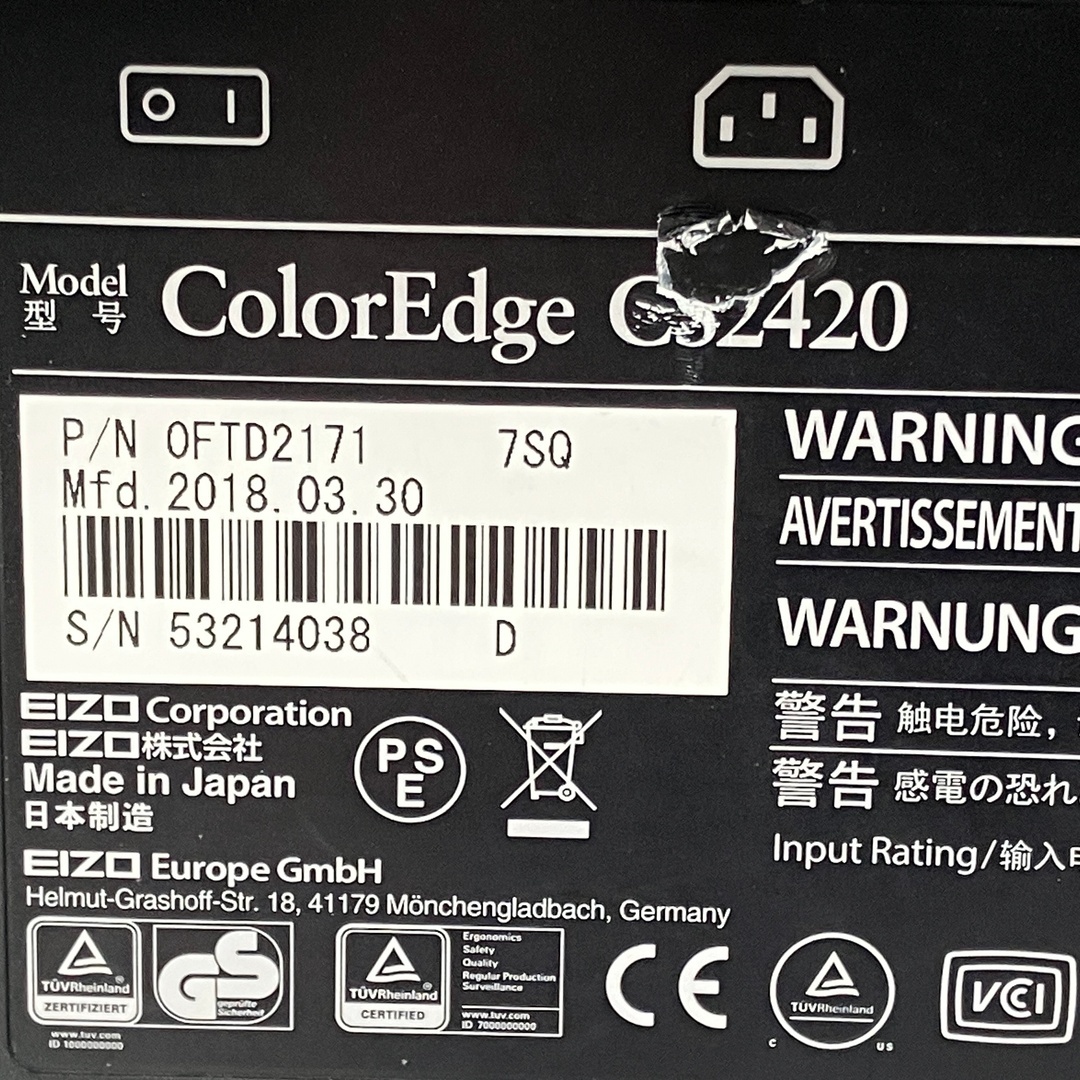 Model ColorEdge CS2420
型 号
P/N 0FTD2171 7SQ
Mfd. 2018.03.30
S/N 53214038 D
EIZO Corporation
EIZO株式会社
Made in Japan
日本制造
PSE
EIZO Europe GmbH
Helmut-Grashoff-Str. 18, 41179 Mönchengladbach, Germany
WARNING
AVERTISSEMENT
WARNUNG
警告 触电危险，
警告 感電の恐れ
Input Rating/输入
TÜVRheinland®
ZERTIFIZIERT
www.tuv.com
ID 1000000000
GS
geprüfte
Sicherheit
TÜVRheinland®
CERTIFIED
Ergonomics
Safety
Quality
Regular Production
Surveillance
www.tuv.com
ID 7000000000
CE
TÜVRheinland
C US
VCCI